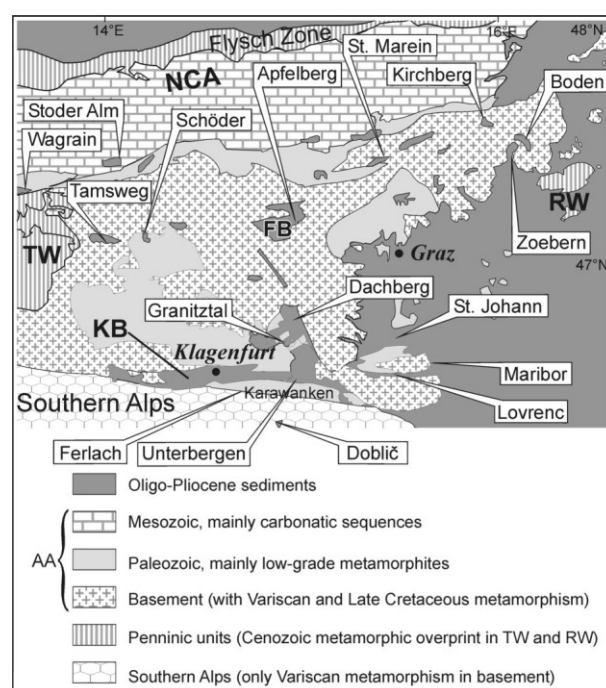 14°E
16°E
48°N
Flysch Zone
St. Marein
NCA
Apfelberg
Kirchberg
Boden
Stoder Alm
Schöder
Wagrain
Tamsweg
RW
FB
TW
Zoebern
Graz
47°N
Dachberg
Granitztal
St. Johann
KB
Klagenfurt
Maribor
Southern Alps
Karawanken
Lovrenc
Ferlach
Unterbergen
Doblič
Oligo-Pliocene sediments
Mesozoic, mainly carbonatic sequences
AA
Paleozoic, mainly low-grade metamorphites
Basement (with Variscan and Late Cretaceous metamorphism)
Penninic units (Cenozoic metamorphic overprint in TW and RW)
Southern Alps (only Variscan metamorphism in basement)